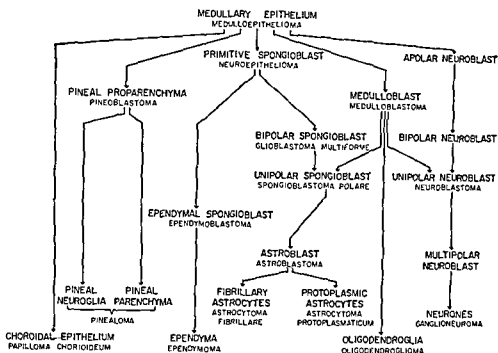 MEDULLARY EPITHELIUM
MEDULLOEPITHELIOMA
PRIMITIVE SPONGIOBLAST
NEUROEPITHELIOMA
APOLAR NEUROBLAST
PINEAL PROPARENCHYMA
PINEOBLASTOMA
MEDULLOBLAST
MEDULLOBLASTOMA
BIPOLAR SPONGIOBLAST
GLIOBLASTOMA MULTIFORME
BIPOLAR NEUROBLAST
UNIPOLAR SPONGIOBLAST
SPONGIOBLASTOMA POLARE
UNIPOLAR NEUROBLAST
NEUROBLASTOMA
EPENDYMAL SPONGIOBLAST
EPENDYMOBLASTOMA
ASTROBLAST
ASTROBLASTOMA
MULTIPOLAR
NEUROBLAST
PINEAL
NEUROGLIA
PINEAL
PARENCHYMA
PINEALOMA
FIBRILLARY
ASTROCYTES
ASTROCYTOMA
FIBRILLARE
PROTOPLASMIC
ASTROCYTES
ASTROCYTOMA
PROTOPLASMATICUM
NEURONES
GANGLIONEUROMA
CHOROIDAL EPITHELIUM
PAPILLOMA CHORIOIDEUM
EPENDYMA
EPENDYMOMA
OLIGODENDROGLIA
OLIGODENDROGLIOMA